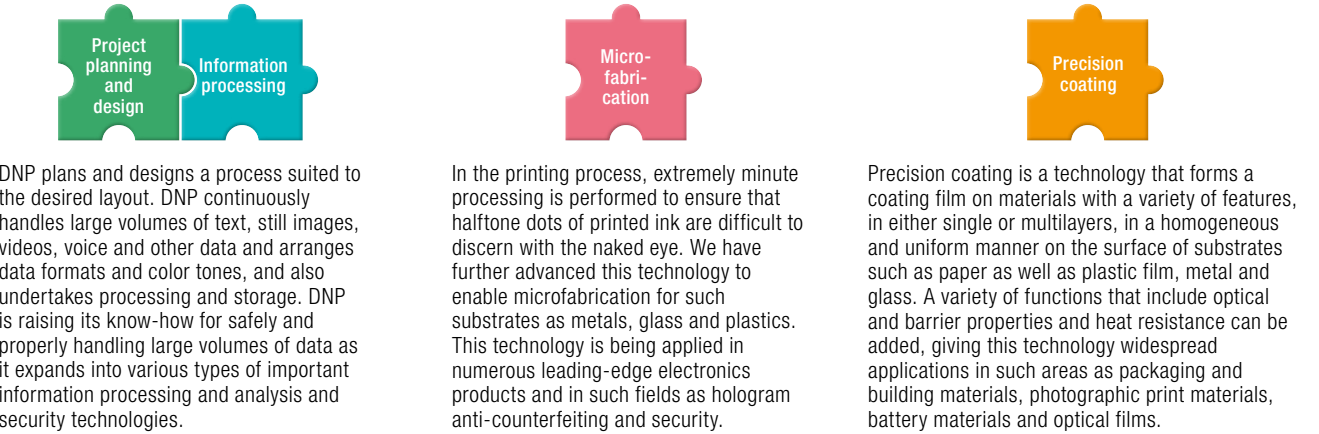 Project
planning
and
design
Information
processing
DNP plans and designs a process suited to
the desired layout. DNP continuously
handles large volumes of text, still images,
videos, voice and other data and arranges
data formats and color tones, and also
undertakes processing and storage. DNP
is raising its know-how for safely and
properly handling large volumes of data as
it expands into various types of important
information processing and analysis and
security technologies.
Micro-
fabri-
cation
In the printing process, extremely minute
processing is performed to ensure that
halftone dots of printed ink are difficult to
discern with the naked eye. We have
further advanced this technology to
enable microfabrication for such
substrates as metals, glass and plastics.
This technology is being applied in
numerous leading-edge electronics
products and in such fields as hologram
anti-counterfeiting and security.
Precision
coating
Precision coating is a technology that forms a
coating film on materials with a variety of features,
in either single or multilayers, in a homogeneous
and uniform manner on the surface of substrates
such as paper as well as plastic film, metal and
glass. A variety of functions that include optical
and barrier properties and heat resistance can be
added, giving this technology widespread
applications in such areas as packaging and
building materials, photographic print materials,
battery materials and optical films.